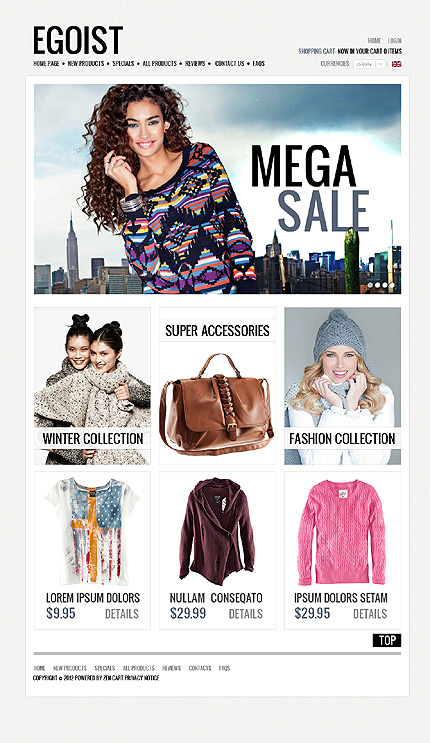 EGOIST
HOME LOGIN
SHOPPING CART: NOW IN YOUR CART 0 ITEMS
HOME PAGE • NEW PRODUCTS • SPECIALS • ALL PRODUCTS • REVIEWS • CONTACT US • FAQS
CURRENCIES: US Dollar
MEGA
SALE
SUPER ACCESSORIES
WINTER COLLECTION
FASHION COLLECTION
LOREM IPSUM DOLORS
$9.95 DETAILS
NULLAM CONSEQATO
$29.99 DETAILS
IPSUM DOLORS SETAM
$29.95 DETAILS
TOP
HOME NEW PRODUCTS SPECIALS ALL PRODUCTS REVIEWS CONTACTS FAQS
COPYRIGHT © 2012 POWERED BY ZEN CART PRIVACY NOTICE